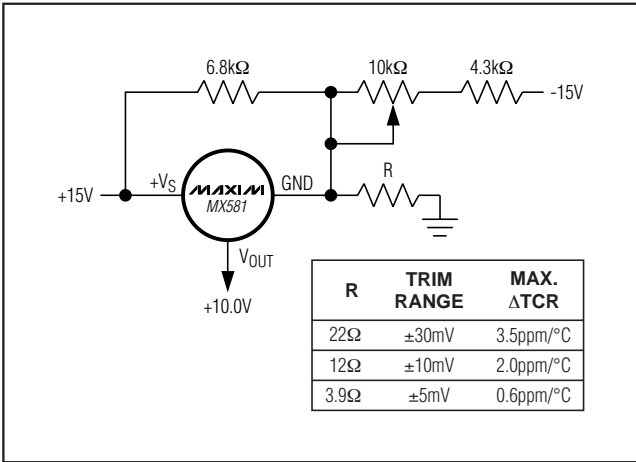 6.8kΩ 10kΩ 4.3kΩ
-15V
+15V +VS MAXIM GND R
MX581
VOUT
+10.0V
R TRIM RANGE MAX. ΔTCR
22Ω ±30mV 3.5ppm/°C
12Ω ±10mV 2.0ppm/°C
3.9Ω ±5mV 0.6ppm/°C